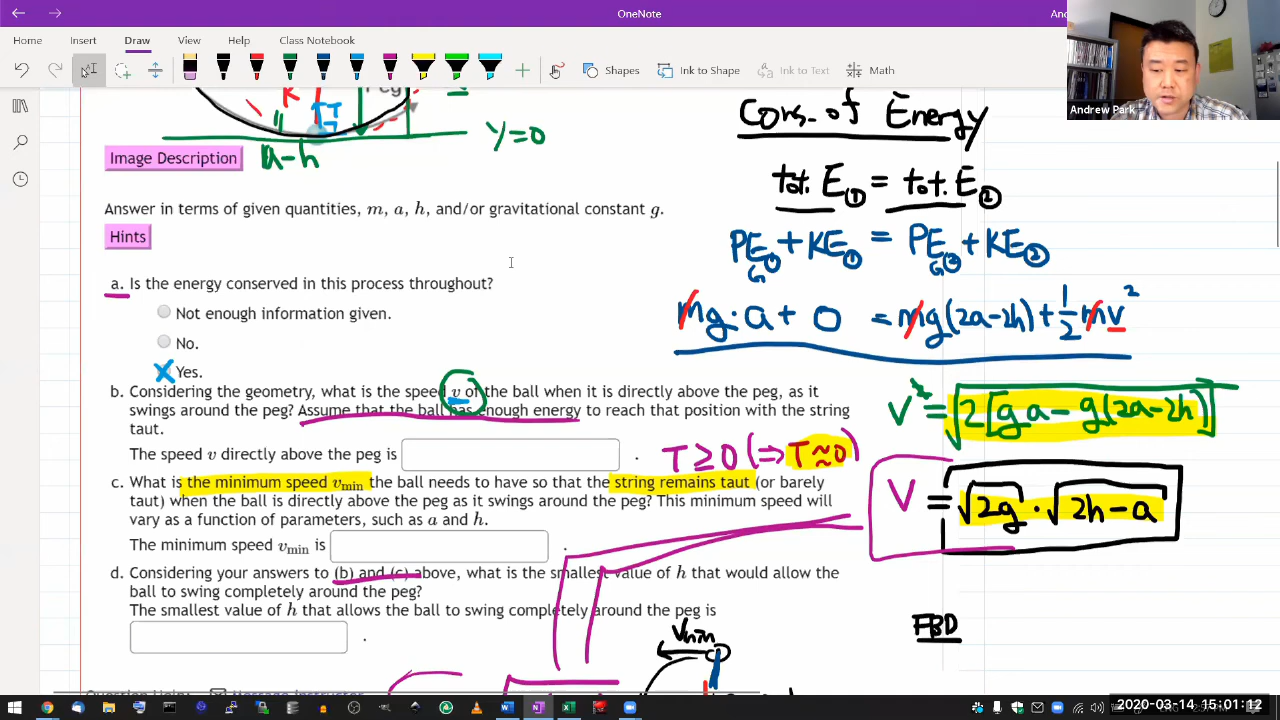 OneNote
Andrew Park
Home Insert Draw View Help Class Notebook
Shapes Ink to Shape Ink to Text Math
R
T
Peg
a-h
y=0
Image Description
Answer in terms of given quantities, m, a, h, and/or gravitational constant g.
Hints
a. Is the energy conserved in this process throughout?
Not enough information given.
No.
Yes.
b. Considering the geometry, what is the speed v of the ball when it is directly above the peg, as it
swings around the peg? Assume that the ball has enough energy to reach that position with the string
taut.
The speed v directly above the peg is .
c. What is the minimum speed vmin the ball needs to have so that the string remains taut (or barely
taut) when the ball is directly above the peg as it swings around the peg? This minimum speed will
vary as a function of parameters, such as a and h.
The minimum speed vmin is .
d. Considering your answers to (b) and (c) above, what is the smallest value of h that would allow the
ball to swing completely around the peg?
The smallest value of h that allows the ball to swing completely around the peg is
.
Cons. of Energy
tot. E① = tot. E②
PEG① + KE① = PEG② + KE②
mg·a + 0 = mg(2a-2h) + 1/2 mv²
v² = √2[ga - g(2a-2h)]
T ≥ 0 (⇒ T ≈ 0)
V = √2g · √2h-a
FBD
Vmin
2020-03-14 15:01:12